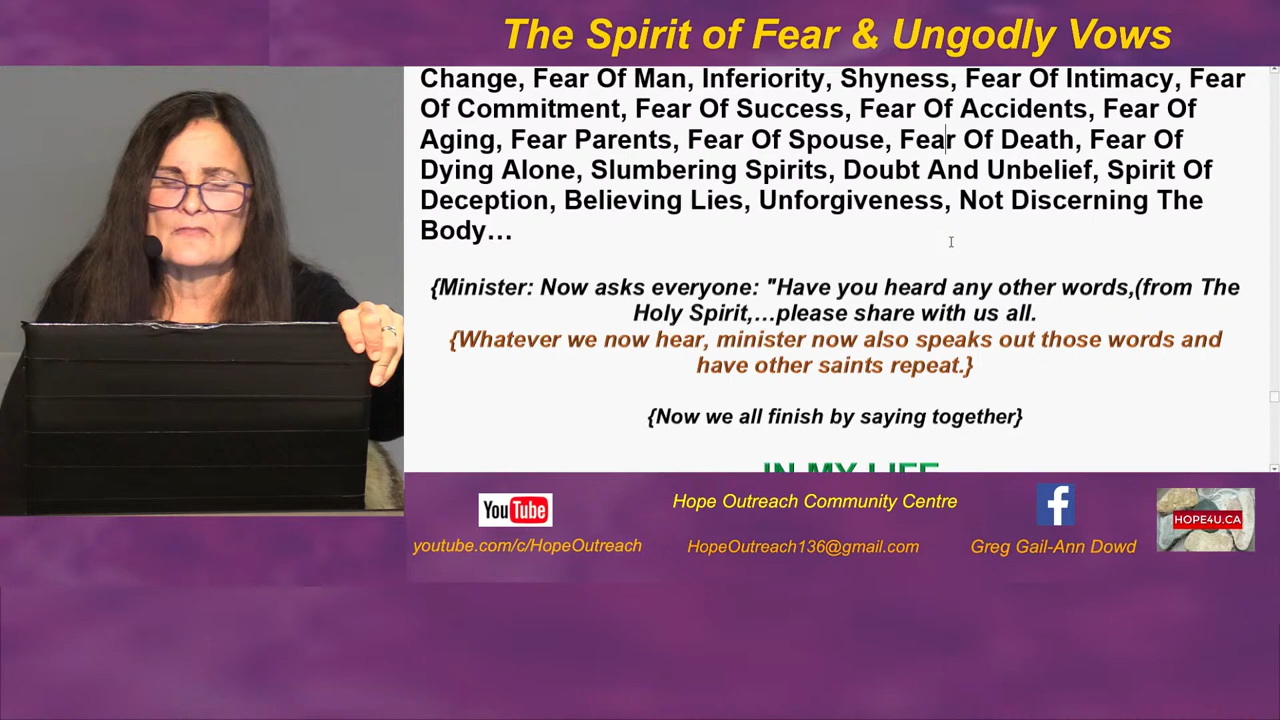 The Spirit of Fear & Ungodly Vows
Change, Fear Of Man, Inferiority, Shyness, Fear Of Intimacy, Fear
Of Commitment, Fear Of Success, Fear Of Accidents, Fear Of
Aging, Fear Parents, Fear Of Spouse, Fear Of Death, Fear Of
Dying Alone, Slumbering Spirits, Doubt And Unbelief, Spirit Of
Deception, Believing Lies, Unforgiveness, Not Discerning The
Body…
{Minister: Now asks everyone: "Have you heard any other words,(from The
Holy Spirit,…please share with us all.
{Whatever we now hear, minister now also speaks out those words and
have other saints repeat.}
{Now we all finish by saying together}
IN MY LIFE
You Tube
youtube.com/c/HopeOutreach
Hope Outreach Community Centre
HopeOutreach136@gmail.com
f
Greg Gail-Ann Dowd
HOPE4U.CA